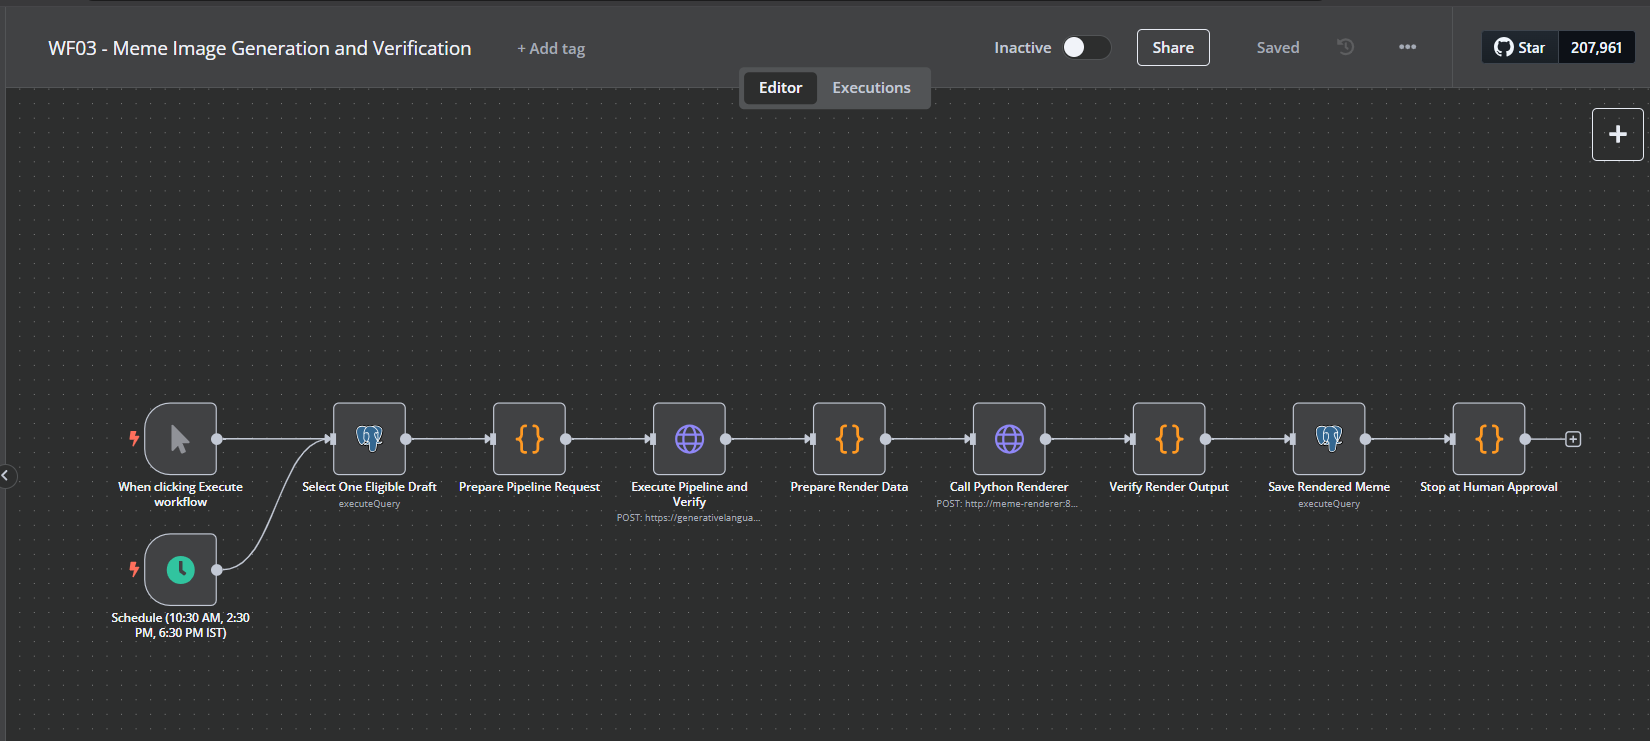 WF03 - Meme Image Generation and Verification
+ Add tag
Inactive
Share
Saved
Star
207,961
Editor
Executions
When clicking Execute
workflow
Select One Eligible Draft
executeQuery
Prepare Pipeline Request
Execute Pipeline and
Verify
POST: https://generativelangua...
Prepare Render Data
Call Python Renderer
POST: http://meme-renderer:8...
Verify Render Output
Save Rendered Meme
executeQuery
Stop at Human Approval
Schedule (10:30 AM, 2:30
PM, 6:30 PM IST)